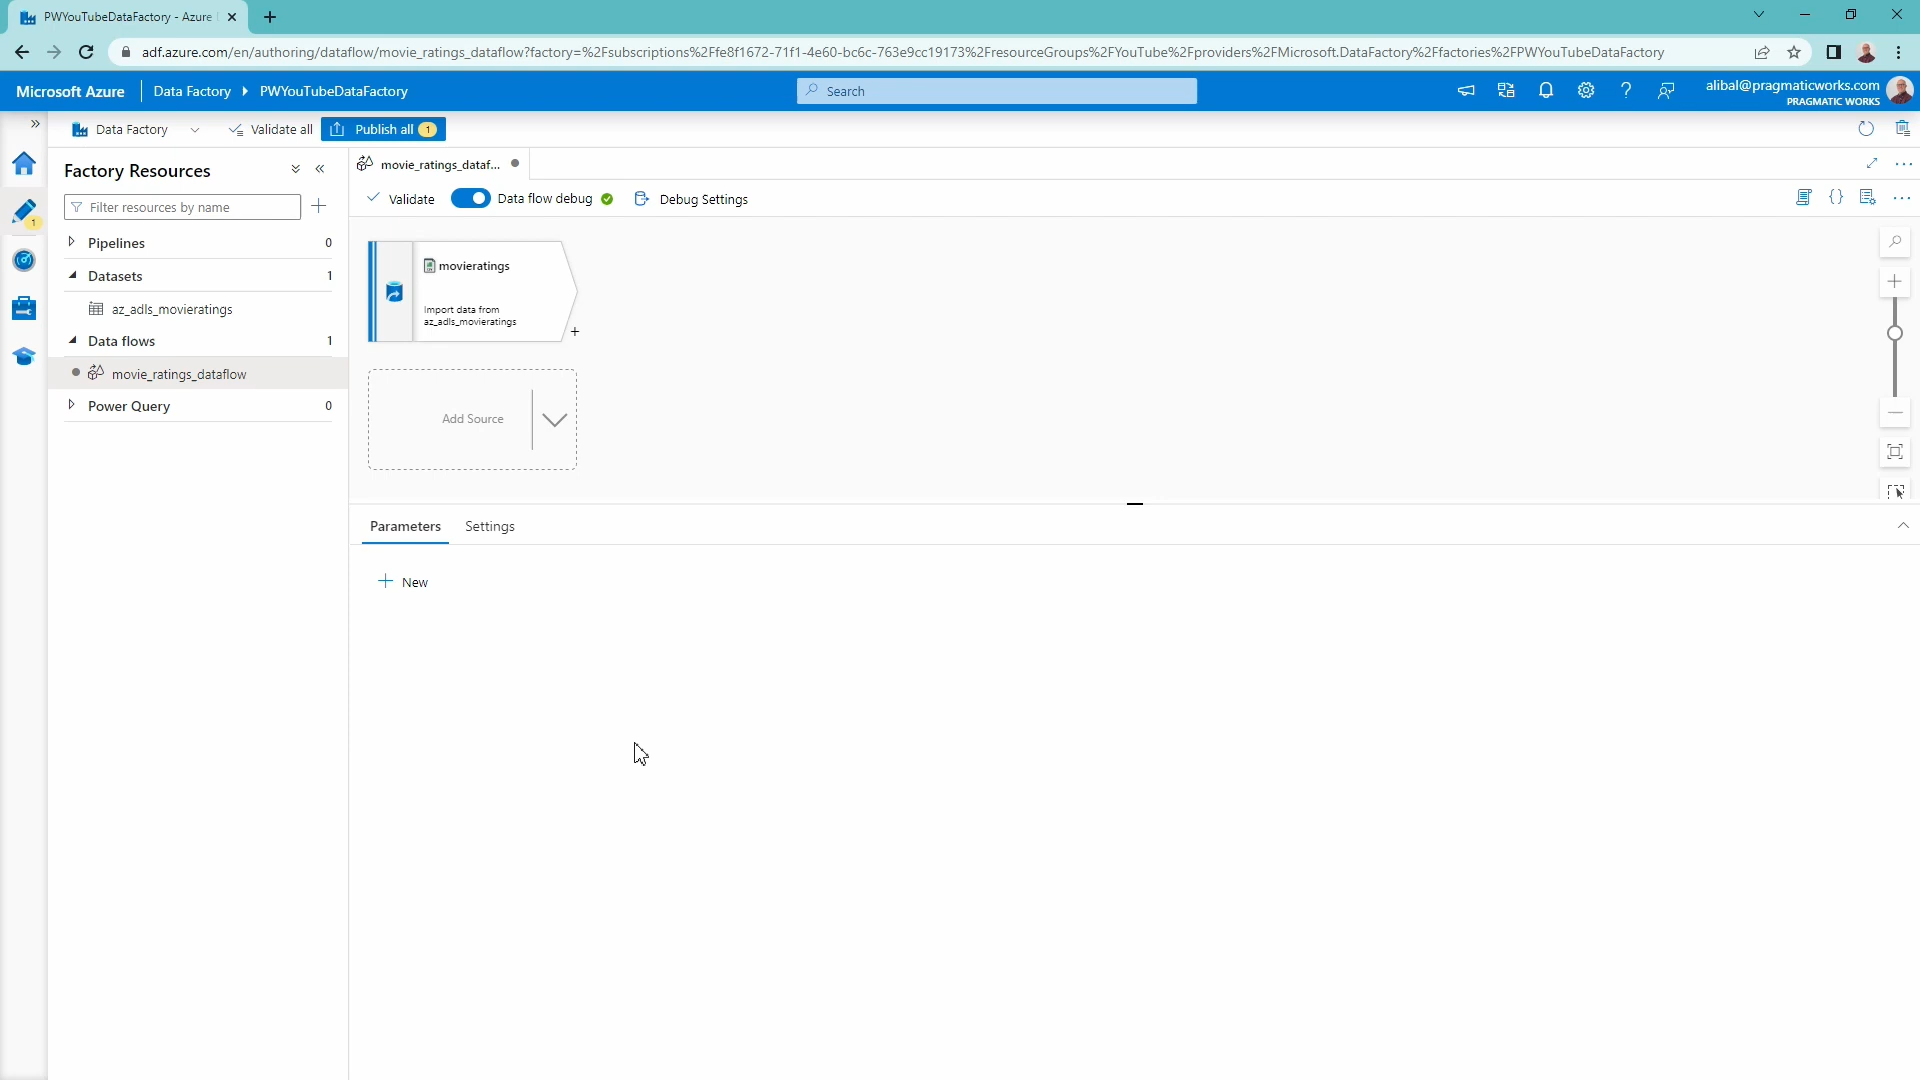 PWYouTubeDataFactory - Azure
adf.azure.com/en/authoring/dataflow/movie_ratings_dataflow?factory=%2Fsubscriptions%2Ffe8f1672-71f1-4e60-bc6c-763e9cc19173%2FresourceGroups%2FYouTube%2Fproviders%2FMicrosoft.DataFactory%2Ffactories%2FPWYouTubeDataFactory
Microsoft Azure
Data Factory
PWYouTubeDataFactory
Search
alibal@pragmaticworks.com
PRAGMATIC WORKS
Data Factory
Validate all
Publish all 1
Factory Resources
Filter resources by name
1
Pipelines 0
Datasets 1
az_adls_movieratings
Data flows 1
movie_ratings_dataflow
Power Query 0
movie_ratings_dataf...
Validate
Data flow debug
Debug Settings
movieratings
Import data from
az_adls_movieratings
Add Source
Parameters
Settings
New